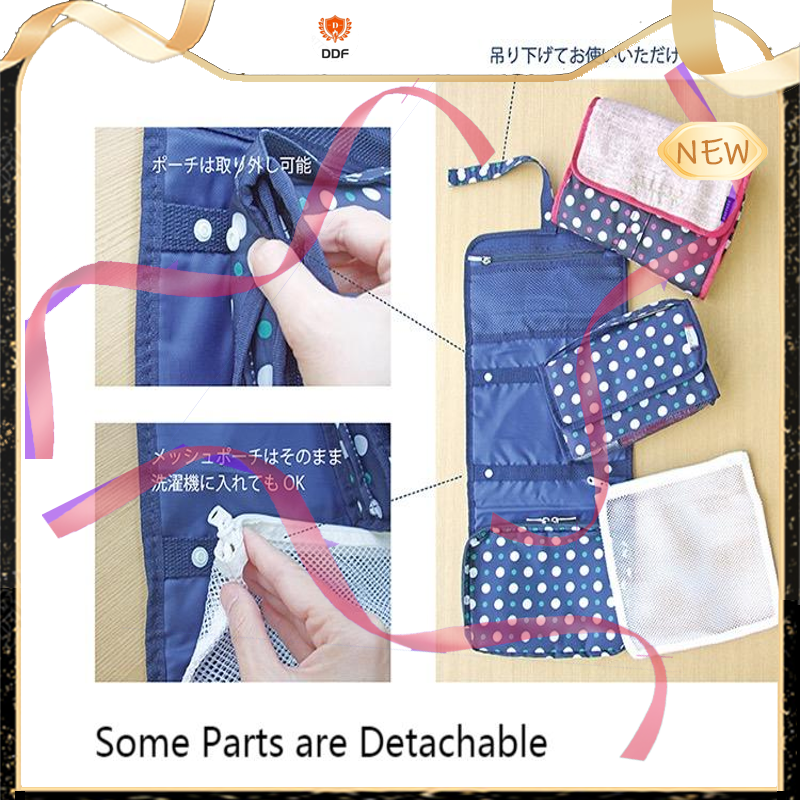 DDF
吊り下げてお使いいただけ
NEW
ポーチは取り外し可能
メッシュポーチはそのまま
洗濯機に入れてもOK
Some Parts are Detachable